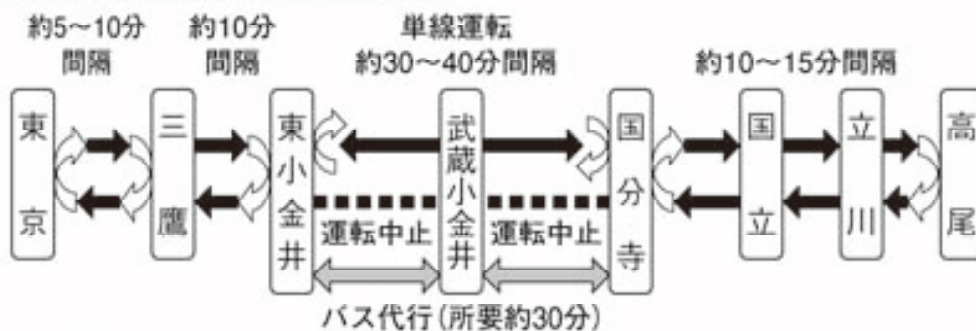 約5～10分
間隔
約10分
間隔
単線運転
約30～40分間隔
約10～15分間隔
東京
三鷹
東小金井
武蔵小金井
国分寺
国立
立川
高尾
運転中止
運転中止
バス代行(所要約30分)